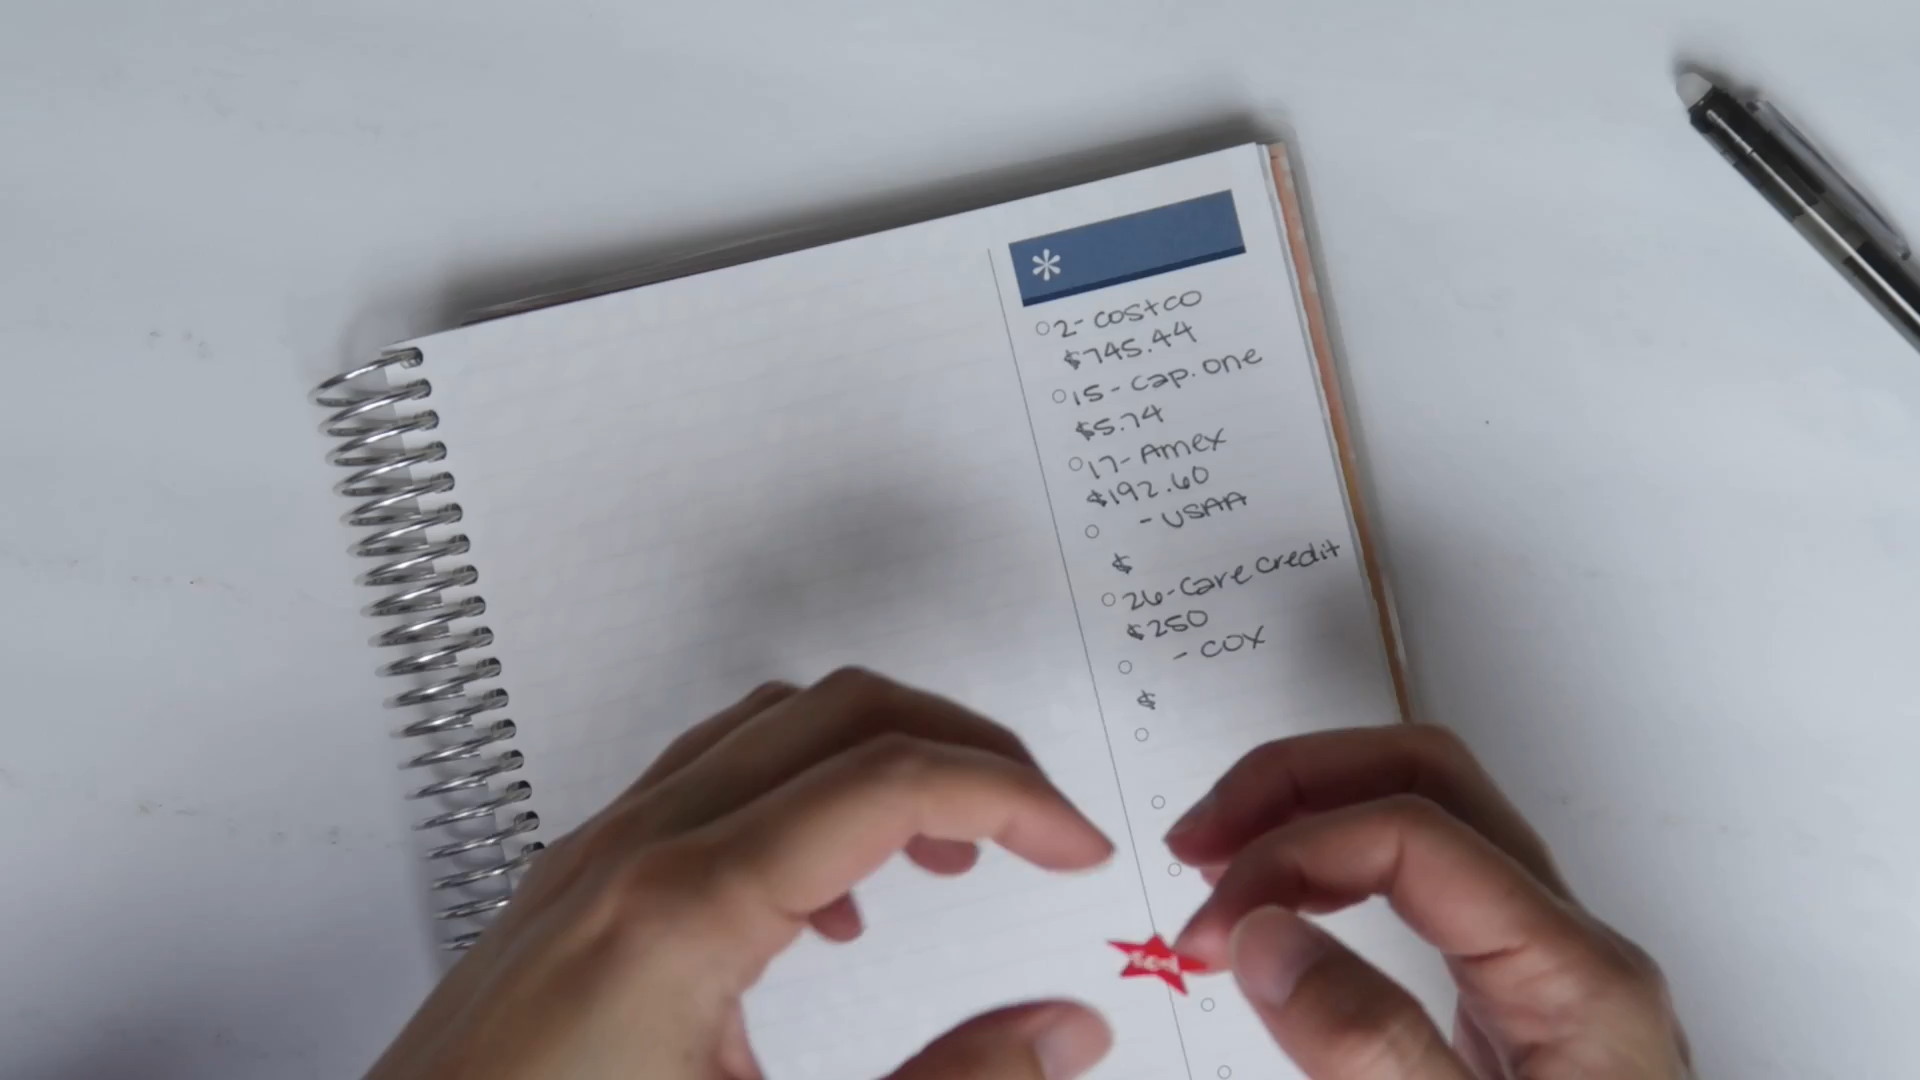 *
2- costco
$745.44
15- cap. one
$5.74
17- Amex
$192.60
- USAA
$
26- Care Credit
$250
- COX
$